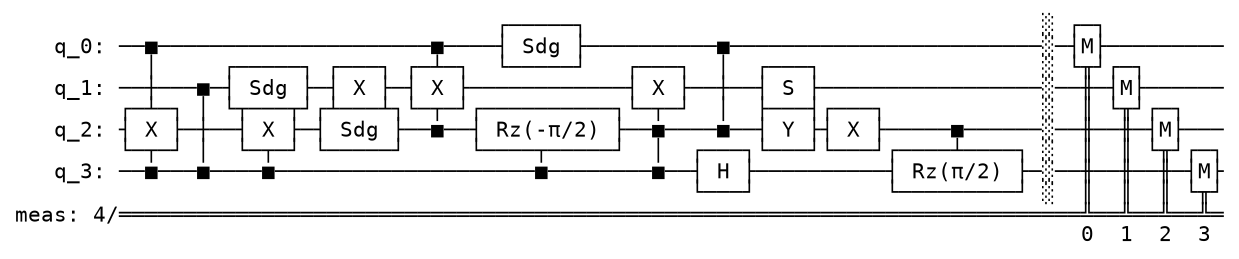 q_0: X Sdg M
q_1: Sdg X X X S M
q_2: X X Sdg Rz(-π/2) Y X M
q_3: H Rz(π/2) M
meas: 4/
0 1 2 3